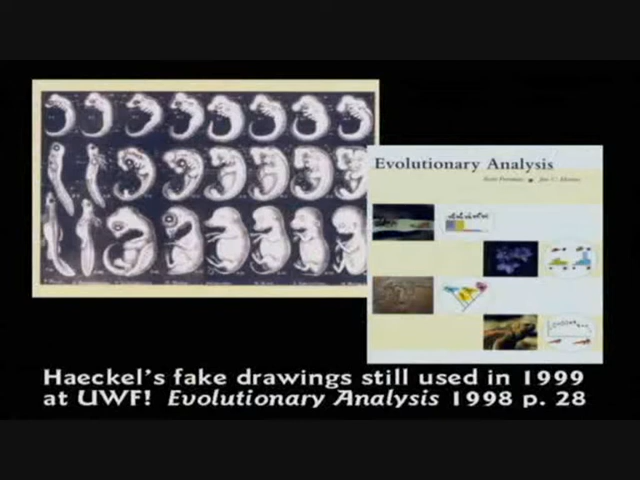 Evolutionary Analysis
Haeckel's fake drawings still used in 1999
at UWF! Evolutionary Analysis 1998 p. 28